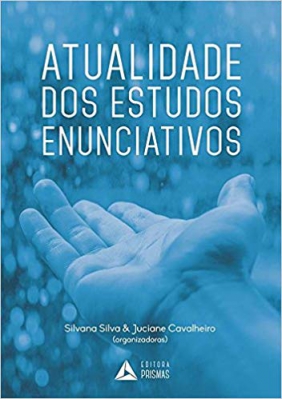 ATUALIDADE
DOS ESTUDOS
ENUNCIATIVOS
Silvana Silva & Juciane Cavalheiro
(organizadoras)
EDITORA
PRISMAS